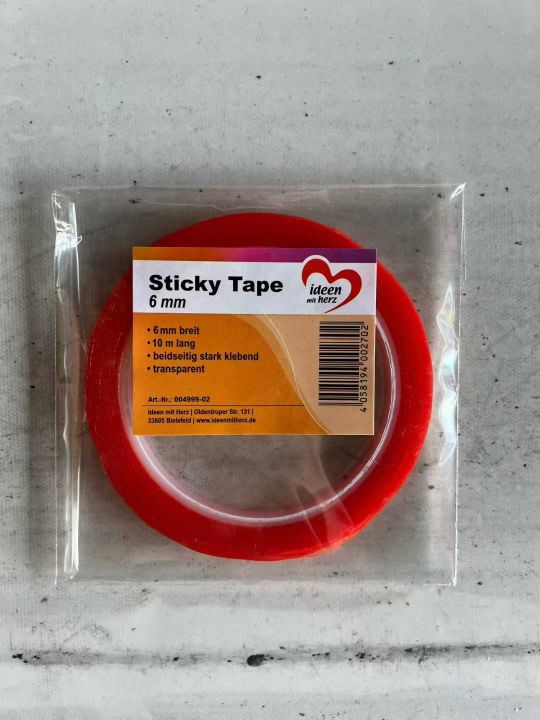 Sticky Tape
6 mm
ideen
mit herz
• 6 mm breit
• 10 m lang
• beidseitig stark klebend
• transparent
Art.-Nr.: 004999-02
Ideen mit Herz | Oldentruper Str. 131 |
33605 Bielefeld | www.ideenmitherz.de
4 058194 002702